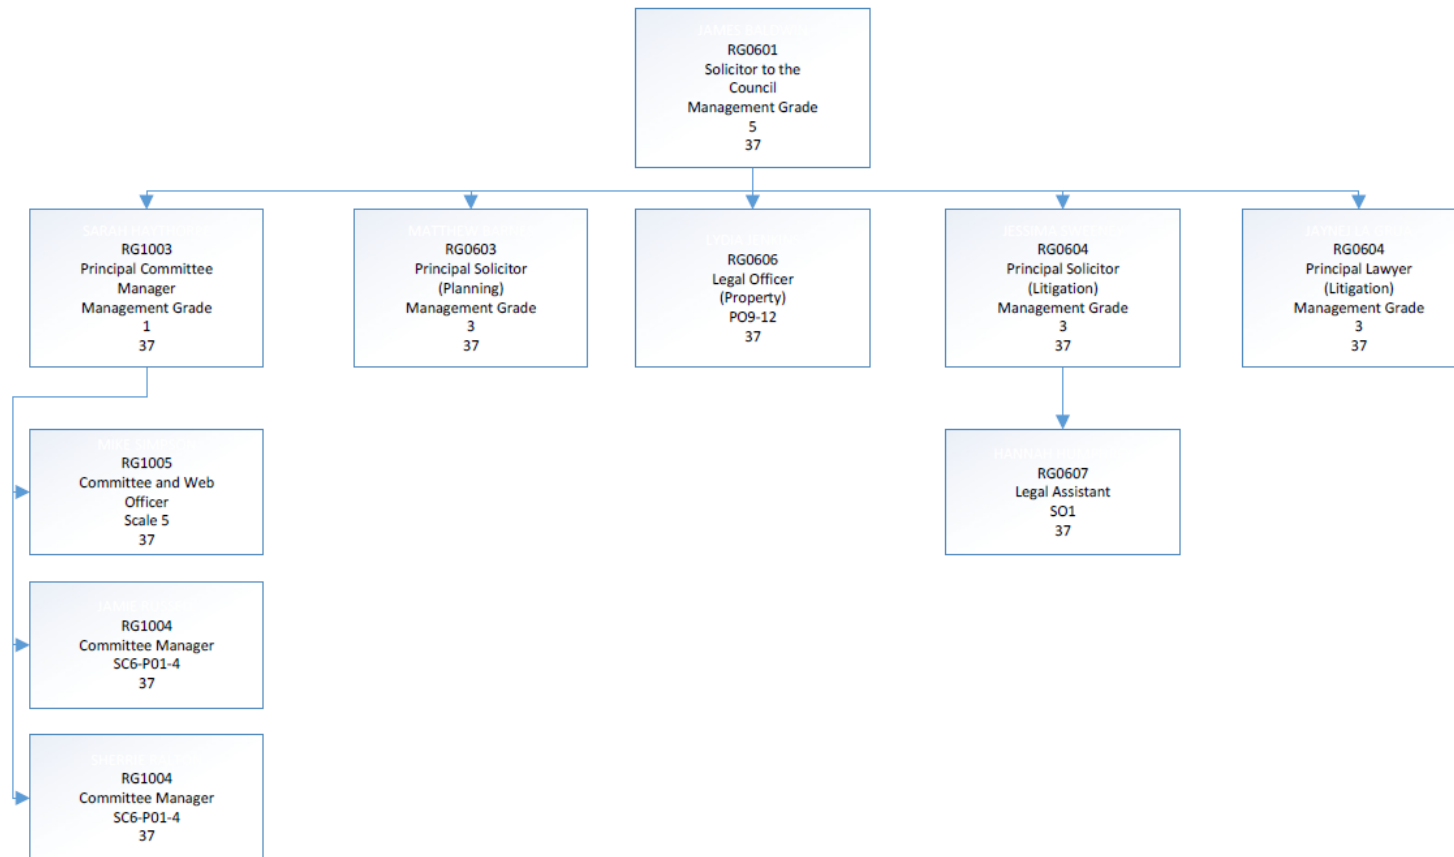 RG0601
Solicitor to the
Council
Management Grade
5
37
RG1003
Principal Committee
Manager
Management Grade
1
37
RG0603
Principal Solicitor
(Planning)
Management Grade
3
37
RG0606
Legal Officer
(Property)
PO9-12
37
RG0604
Principal Solicitor
(Litigation)
Management Grade
3
37
RG0604
Principal Lawyer
(Litigation)
Management Grade
3
37
RG1005
Committee and Web
Officer
Scale 5
37
RG0607
Legal Assistant
SO1
37
RG1004
Committee Manager
SC6-P01-4
37
RG1004
Committee Manager
SC6-P01-4
37